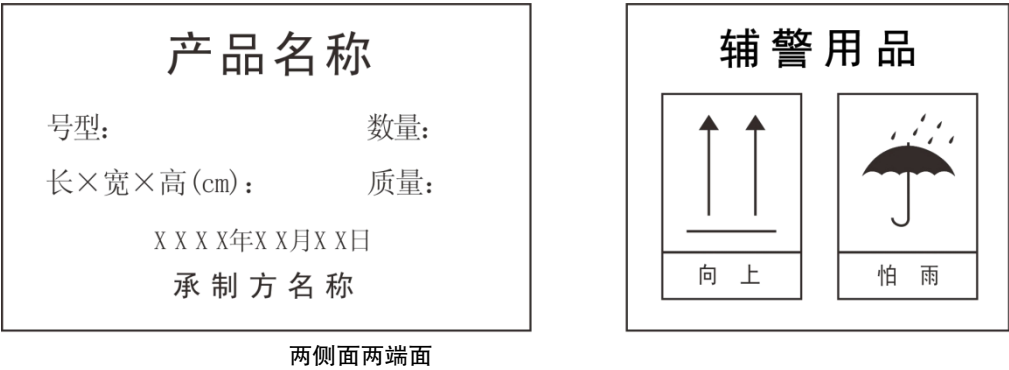 产品名称
号型：
数量：
长×宽×高(cm)：
质量：
XXXX年XX月XX日
承制方名称
辅警用品
向上
怕雨
两侧面两端面